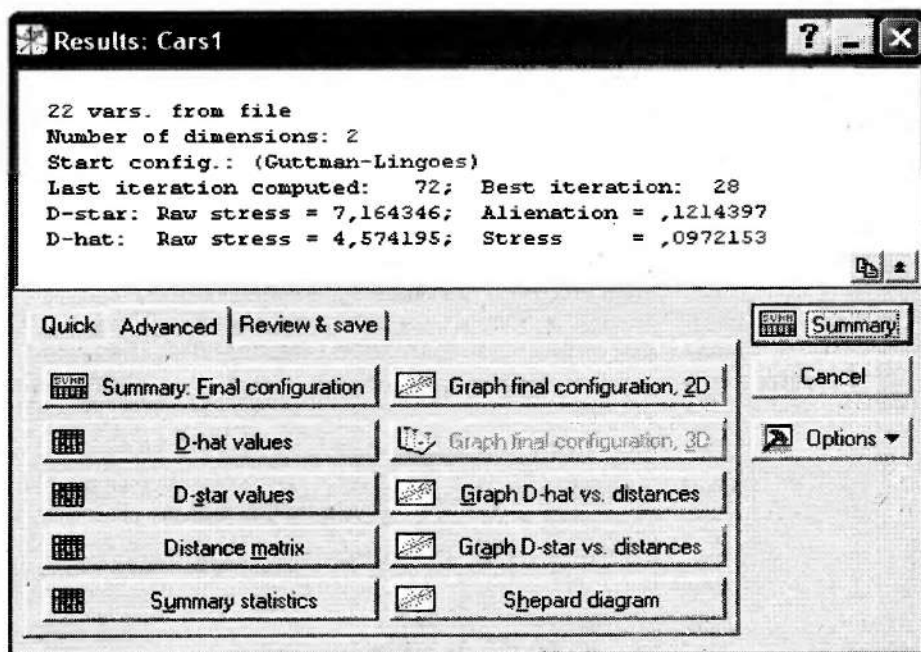 Results: Cars1
?
22 vars. from file
Number of dimensions: 2
Start config.: (Guttman-Lingoes)
Last iteration computed: 72; Best iteration: 28
D-star: Raw stress = 7,164346; Alienation = ,1214397
D-hat: Raw stress = 4,574195; Stress = ,0972153
Quick Advanced Review & save
SUMM Summary
Cancel
Options
SUMM Summary: Final configuration
Graph final configuration, 2D
D-hat values
Graph final configuration, 3D
D-star values
Graph D-hat vs. distances
Distance matrix
Graph D-star vs. distances
Summary statistics
Shepard diagram